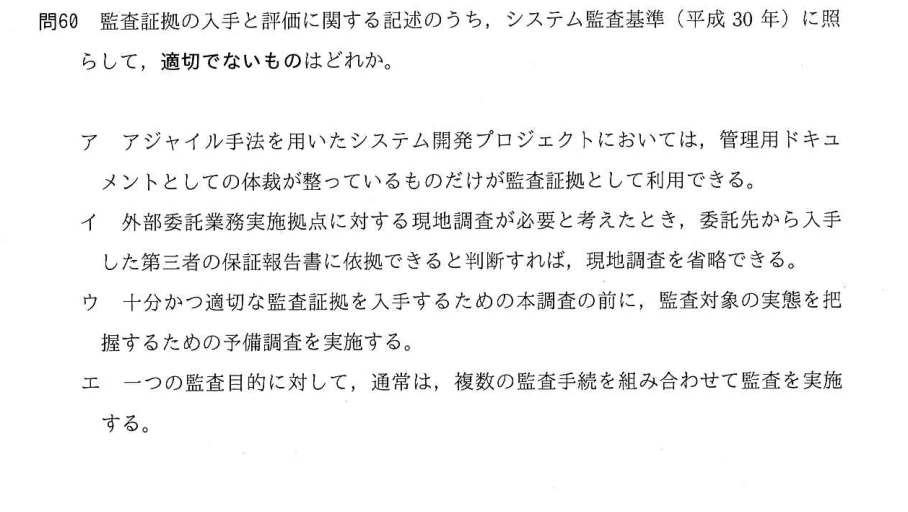 問60 監査証拠の入手と評価に関する記述のうち，システム監査基準（平成 30 年）に照
らして，適切でないものはどれか。
ア アジャイル手法を用いたシステム開発プロジェクトにおいては，管理用ドキュ
メントとしての体裁が整っているものだけが監査証拠として利用できる。
イ 外部委託業務実施拠点に対する現地調査が必要と考えたとき，委託先から入手
した第三者の保証報告書に依拠できると判断すれば，現地調査を省略できる。
ウ 十分かつ適切な監査証拠を入手するための本調査の前に，監査対象の実態を把
握するための予備調査を実施する。
エ 一つの監査目的に対して，通常は，複数の監査手続を組み合わせて監査を実施
する。